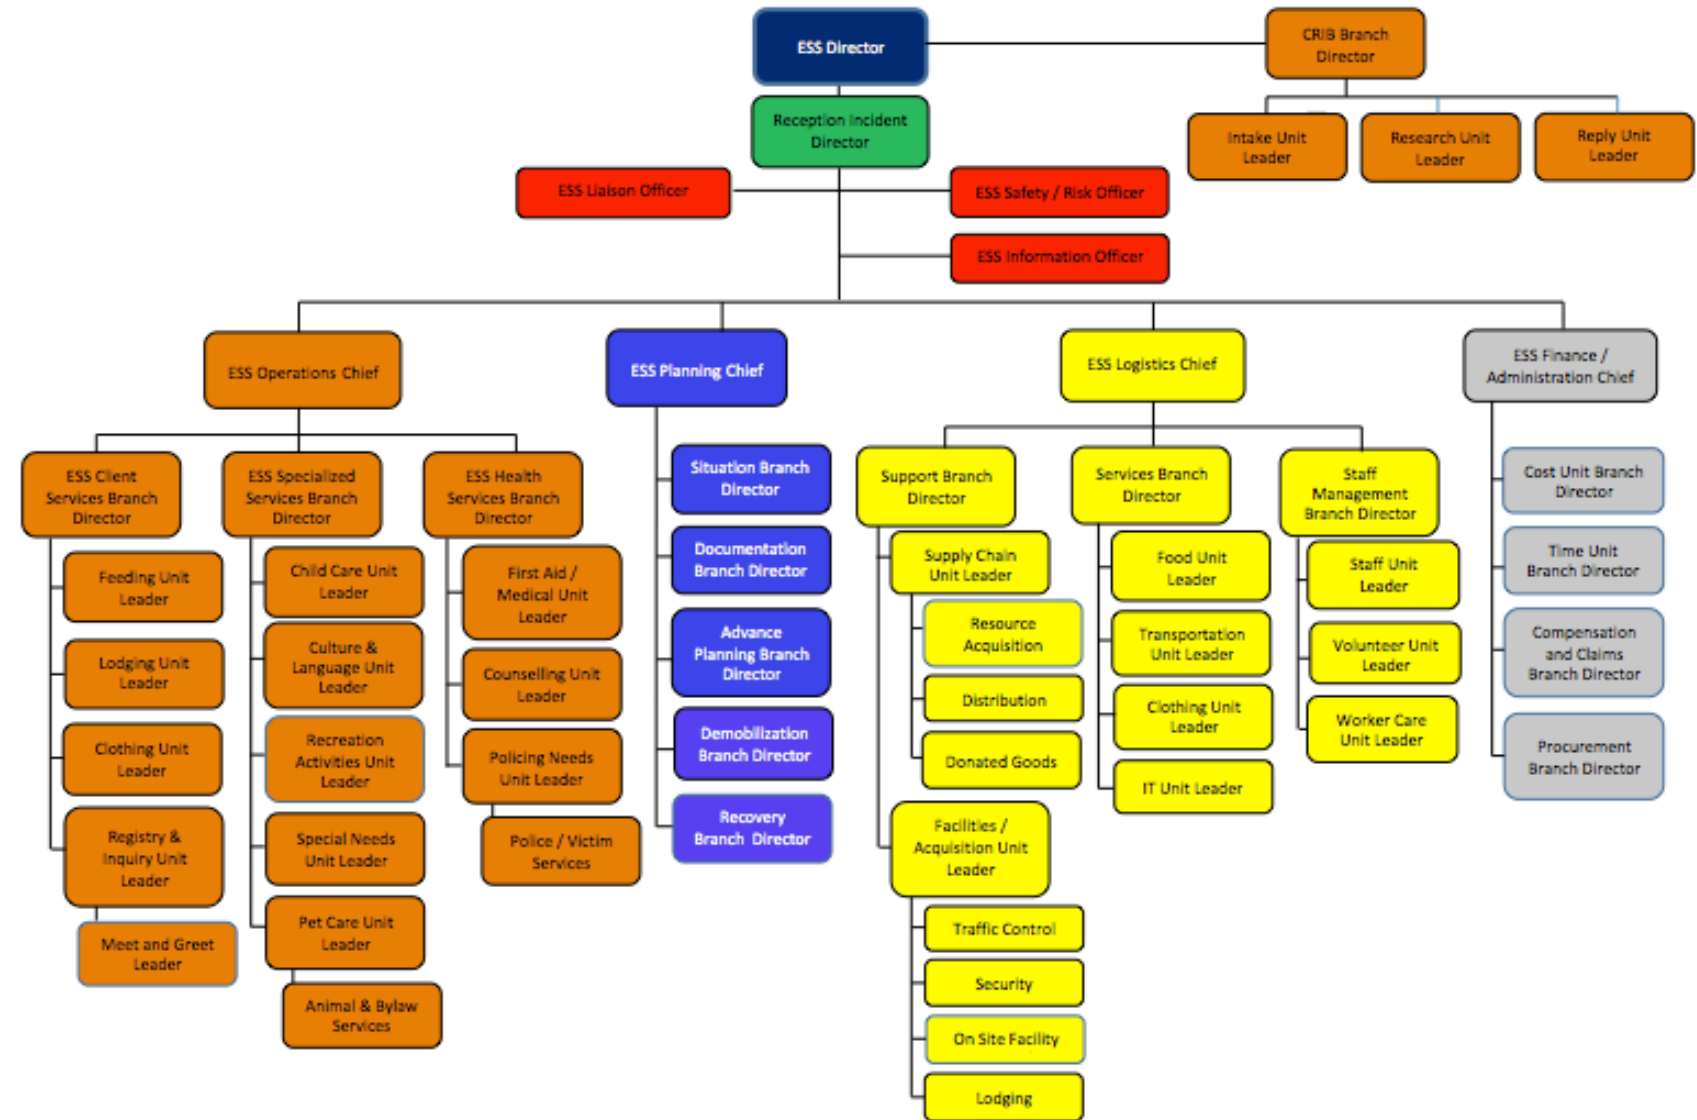 ESS Director
CRIB Branch
Director
Reception Incident
Director
Intake Unit
Leader
Research Unit
Leader
Reply Unit
Leader
ESS Liaison Officer
ESS Safety / Risk Officer
ESS Information Officer
ESS Operations Chief
ESS Planning Chief
ESS Logistics Chief
ESS Finance /
Administration Chief
ESS Client
Services Branch
Director
Feeding Unit
Leader
Lodging Unit
Leader
Clothing Unit
Leader
Registry &
Inquiry Unit
Leader
Meet and Greet
Leader
ESS Specialized
Services Branch
Director
Child Care Unit
Leader
Culture &
Language Unit
Leader
Recreation
Activities Unit
Leader
Special Needs
Unit Leader
Pet Care Unit
Leader
Animal & Bylaw
Services
ESS Health
Services Branch
Director
First Aid /
Medical Unit
Leader
Counselling Unit
Leader
Policing Needs
Unit Leader
Police / Victim
Services
Situation Branch
Director
Documentation
Branch Director
Advance
Planning Branch
Director
Demobilization
Branch Director
Recovery
Branch Director
Support Branch
Director
Supply Chain
Unit Leader
Resource
Acquisition
Distribution
Donated Goods
Facilities /
Acquisition Unit
Leader
Traffic Control
Security
On Site Facility
Lodging
Services Branch
Director
Food Unit
Leader
Transportation
Unit Leader
Clothing Unit
Leader
IT Unit Leader
Staff
Management
Branch Director
Staff Unit
Leader
Volunteer Unit
Leader
Worker Care
Unit Leader
Cost Unit Branch
Director
Time Unit
Branch Director
Compensation
and Claims
Branch Director
Procurement
Branch Director